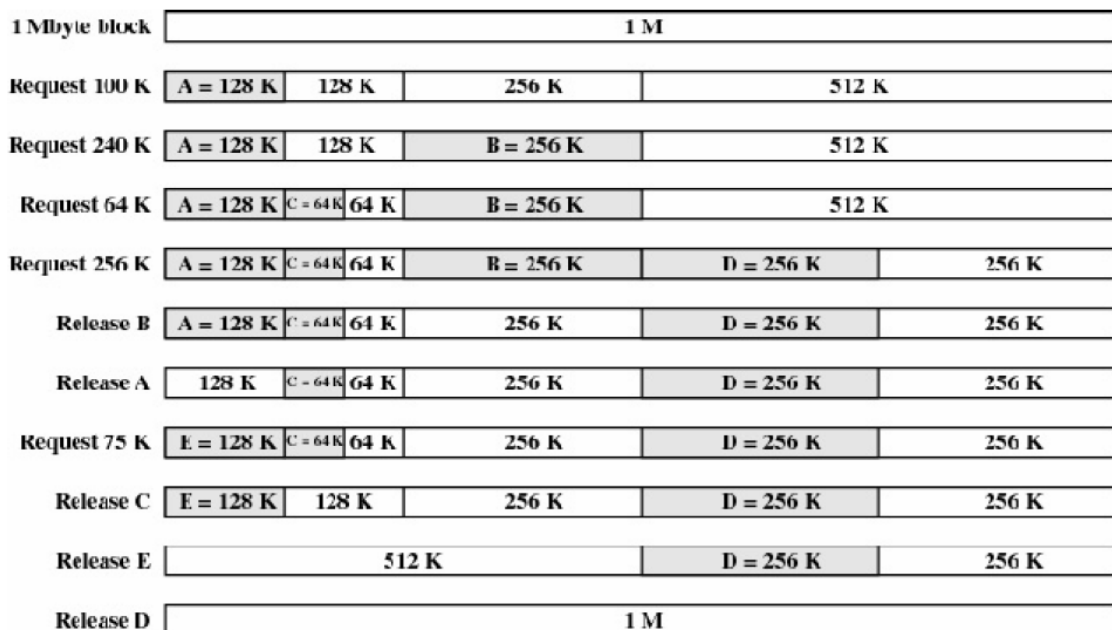 1 Mbyte block 1 M
Request 100 K A = 128 K 128 K 256 K 512 K
Request 240 K A = 128 K 128 K B = 256 K 512 K
Request 64 K A = 128 K C = 64 K 64 K B = 256 K 512 K
Request 256 K A = 128 K C = 64 K 64 K B = 256 K D = 256 K 256 K
Release B A = 128 K C = 64 K 64 K 256 K D = 256 K 256 K
Release A 128 K C = 64 K 64 K 256 K D = 256 K 256 K
Request 75 K E = 128 K C = 64 K 64 K 256 K D = 256 K 256 K
Release C E = 128 K 128 K 256 K D = 256 K 256 K
Release E 512 K D = 256 K 256 K
Release D 1 M